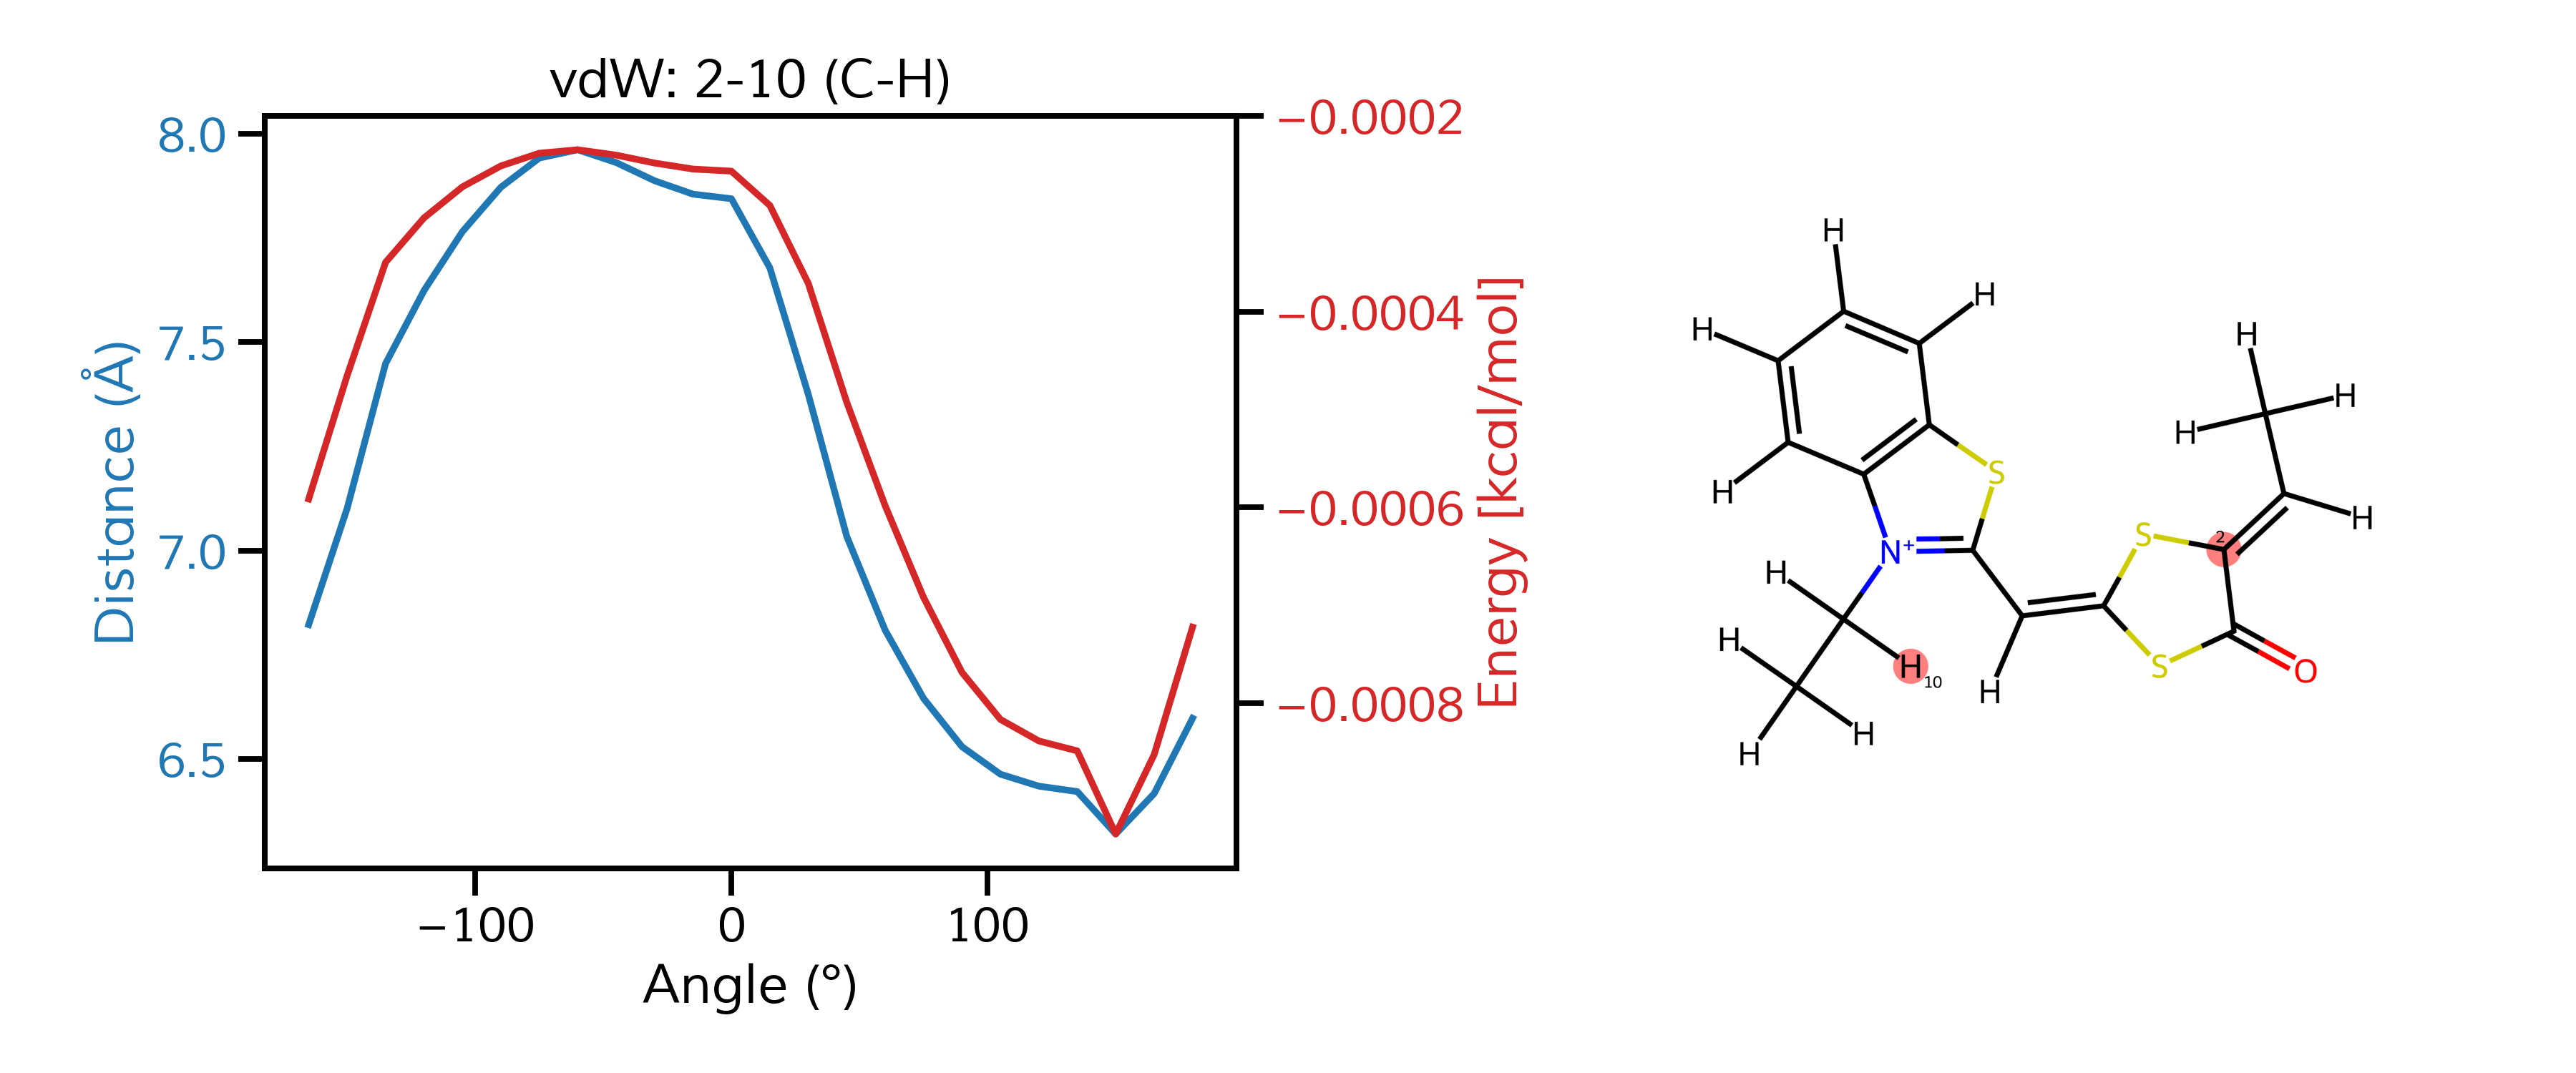 vdW: 2-10 (C-H)
8.0
7.5
7.0
6.5
Distance (Å)
−0.0002
−0.0004
−0.0006
−0.0008
Energy [kcal/mol]
−100
0
100
Angle (°)
H
H
H
H
H
H
H
S
H
S
2
N+
H
H
H
10
H
S
O
H
H